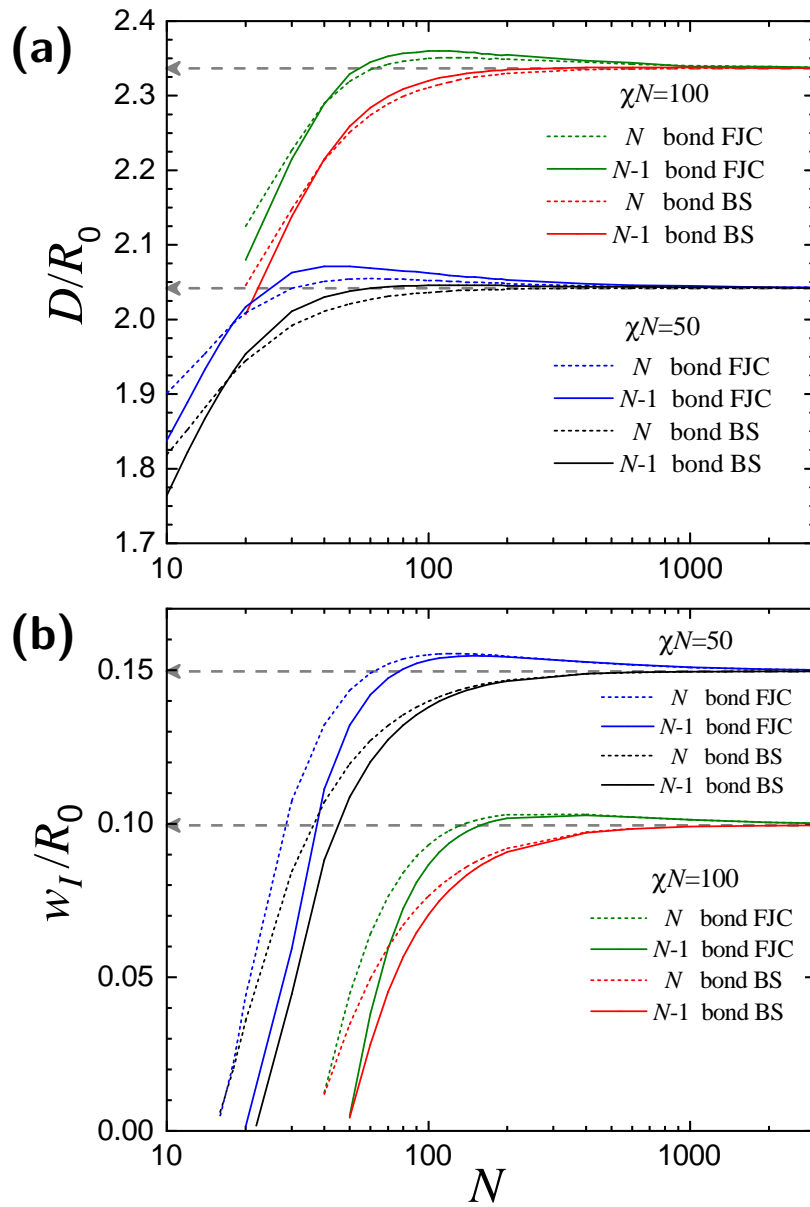 (a)
2.4
2.3
2.2
2.1
2.0
1.9
1.8
1.7
D/R0
χN=100
N bond FJC
N-1 bond FJC
N bond BS
N-1 bond BS
χN=50
N bond FJC
N-1 bond FJC
N bond BS
N-1 bond BS
10
100
1000
(b)
0.15
0.10
0.05
0.00
wI/R0
χN=50
N bond FJC
N-1 bond FJC
N bond BS
N-1 bond BS
χN=100
N bond FJC
N-1 bond FJC
N bond BS
N-1 bond BS
10
100
1000
N